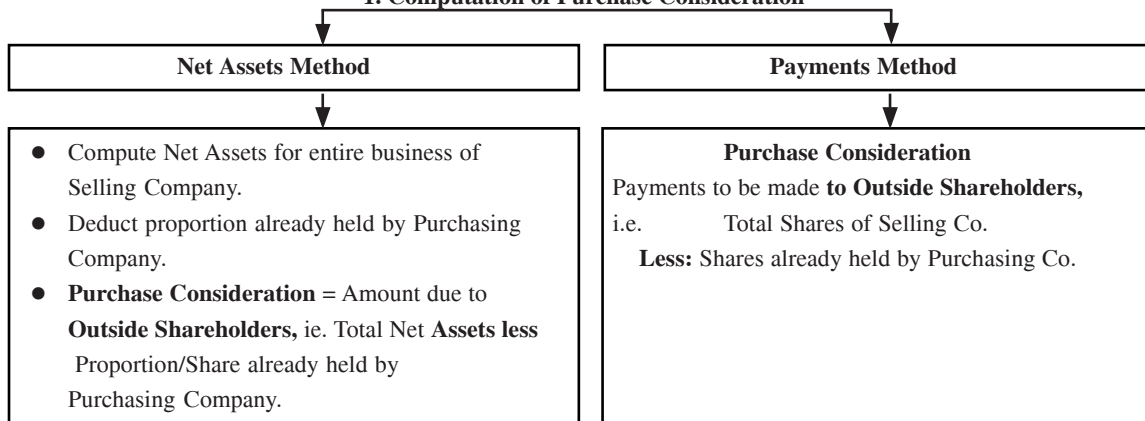 1. Computation of Purchase Consideration
Net Assets Method
Payments Method
● Compute Net Assets for entire business of
Selling Company.
● Deduct proportion already held by Purchasing
Company.
● Purchase Consideration = Amount due to
Outside Shareholders, ie. Total Net Assets less
Proportion/Share already held by
Purchasing Company.
Purchase Consideration
Payments to be made to Outside Shareholders,
i.e. Total Shares of Selling Co.
Less: Shares already held by Purchasing Co.